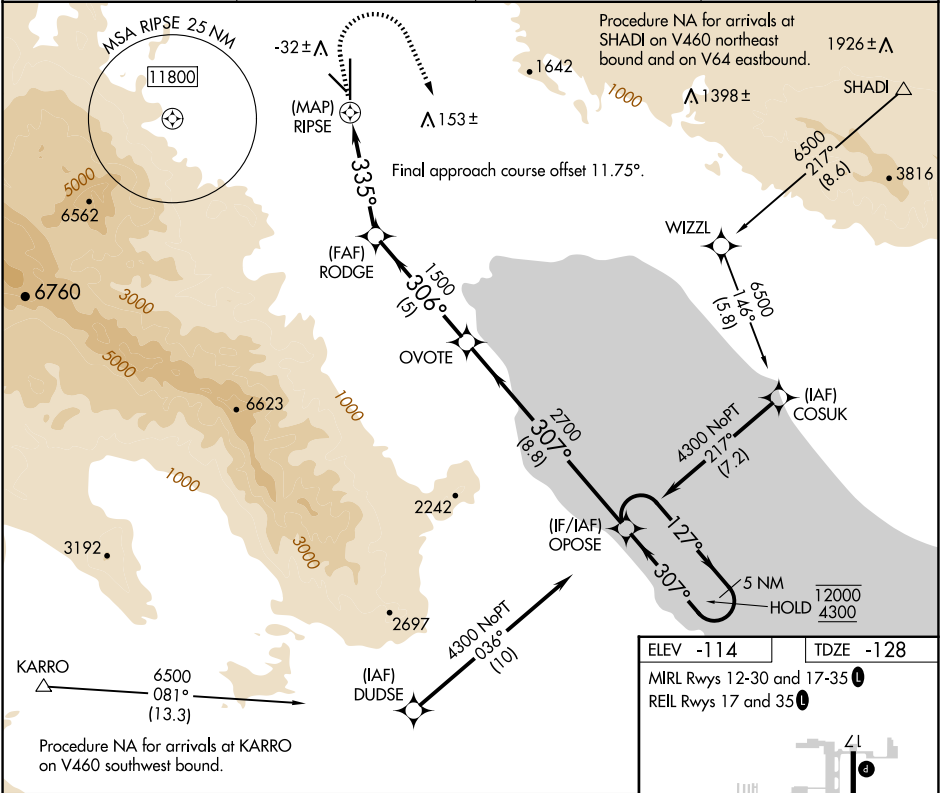 MSA RIPSE 25 NM
11800
-32±
(MAP)
RIPSE
153±
1642
1000
Procedure NA for arrivals at
SHADI on V460 northeast
bound and on V64 eastbound.
1926±
1398±
SHADI
6500
217°
(8.6)
3816
Final approach course offset 11.75°.
335°
5000
6562
(FAF)
RODGE
WIZZL
6500
146°
(5.8)
1500
306°
(5)
6760
3000
OVOTE
5000
6623
1000
(IAF)
COSUK
2700
307°
(8.8)
4300 NoPT
217°
(7.2)
1000
2242
(IF/IAF)
OPOSE
127°
307°
5 NM
HOLD
12000
4300
3192
3000
2697
4300 NoPT
036°
(10)
KARRO
6500
081°
(13.3)
(IAF)
DUDSE
Procedure NA for arrivals at KARRO
on V460 southwest bound.
ELEV -114
TDZE -128
MIRL Rwys 12-30 and 17-35 L
REIL Rwys 17 and 35 L
17
P